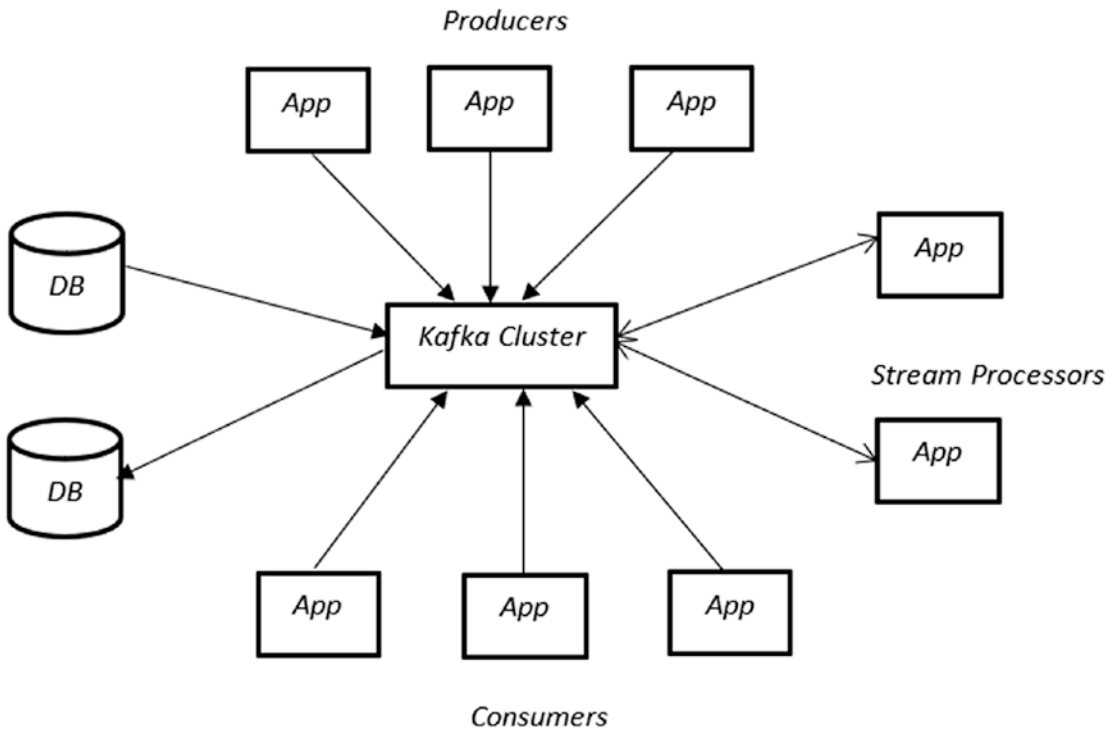 Producers
App
App
App
DB
App
Kafka Cluster
Stream Processors
DB
App
App
App
App
Consumers